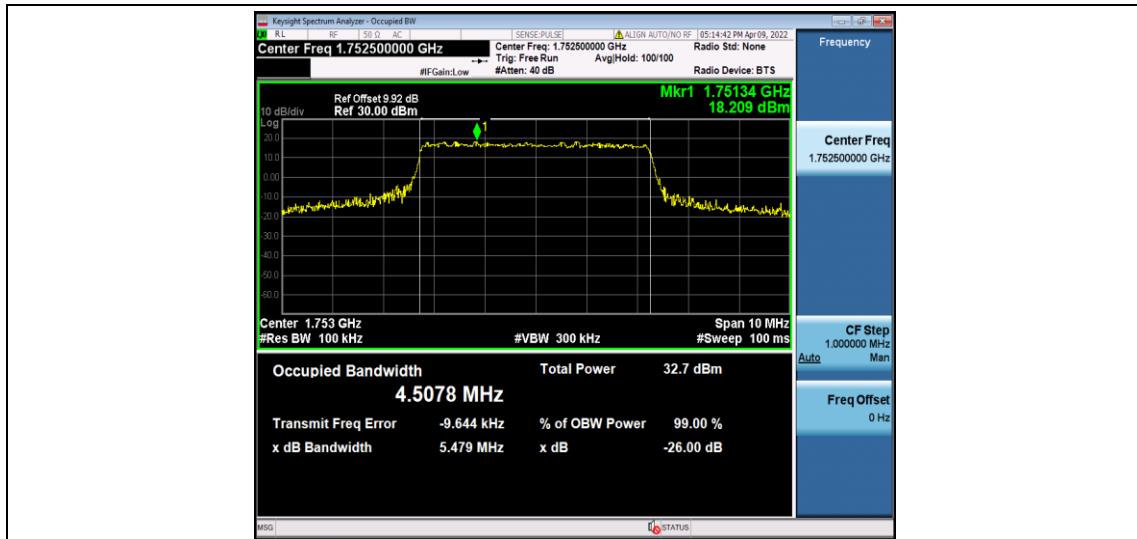 Keysight Spectrum Analyzer - Occupied BW
RL RF 50 Ω AC SENSE:PULSE ALIGN AUTO/NO RF 05:14:42 PM Apr 09, 2022
Center Freq 1.752500000 GHz
Center Freq: 1.752500000 GHz Radio Std: None
Trig: Free Run Avg|Hold: 100/100
#IFGain:Low #Atten: 40 dB Radio Device: BTS
Frequency
Mkr1 1.75134 GHz
18.209 dBm
Ref Offset 9.92 dB
10 dB/div Ref 30.00 dBm
Log
20.0
10.0
0.00
-10.0
-20.0
-30.0
-40.0
-50.0
-60.0
1
Center 1.753 GHz Span 10 MHz
#Res BW 100 kHz #VBW 300 kHz #Sweep 100 ms
Center Freq
1.752500000 GHz
CF Step
1.000000 MHz
Auto Man
Freq Offset
0 Hz
Occupied Bandwidth Total Power 32.7 dBm
4.5078 MHz
Transmit Freq Error -9.644 kHz % of OBW Power 99.00 %
x dB Bandwidth 5.479 MHz x dB -26.00 dB
MSG STATUS